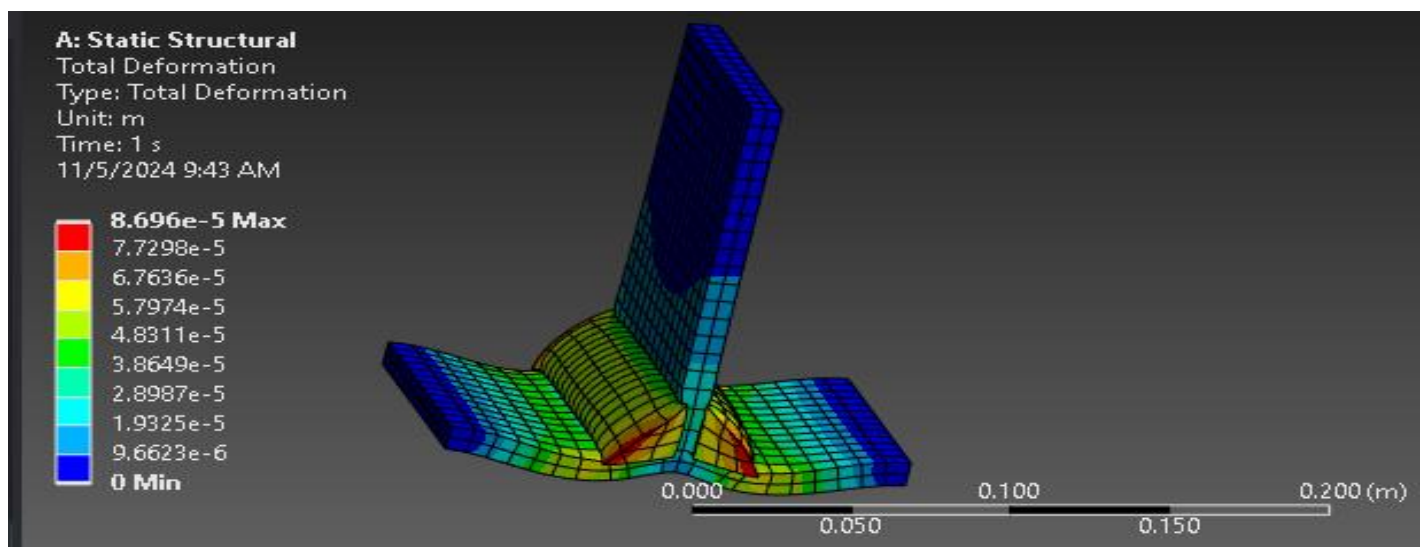 A: Static Structural
Total Deformation
Type: Total Deformation
Unit: m
Time: 1 s
11/5/2024 9:43 AM
8.696e-5 Max
7.7298e-5
6.7636e-5
5.7974e-5
4.8311e-5
3.8649e-5
2.8987e-5
1.9325e-5
9.6623e-6
0 Min
0.000
0.100
0.200 (m)
0.050
0.150